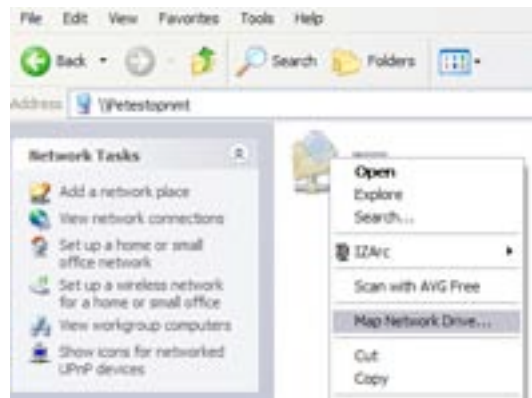 File Edit View Favorites Tools Help
Back Search Folders
Address
Network Tasks
Add a network place
View network connections
Set up a home or small
office network
Set up a wireless network
for a home or small office
View workgroup computers
Show icons for networked
UPnP devices
Open
Explore
Search...
IZArc
Scan with AVG Free
Map Network Drive...
Cut
Copy